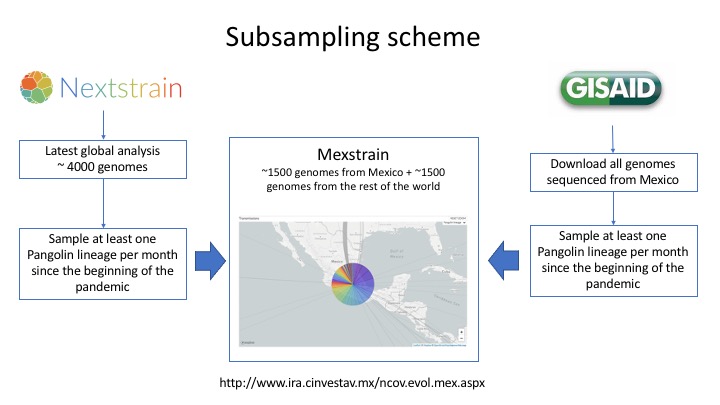 Subsampling scheme
Nextstrain
GISAID
Latest global analysis
~ 4000 genomes
Sample at least one
Pangolin lineage per month
since the beginning of the
pandemic
Mexstrain
~1500 genomes from Mexico + ~1500
genomes from the rest of the world
Download all genomes
sequenced from Mexico
Sample at least one
Pangolin lineage per month
since the beginning of the
pandemic
http://www.ira.cinvestav.mx/ncov.evol.mex.aspx